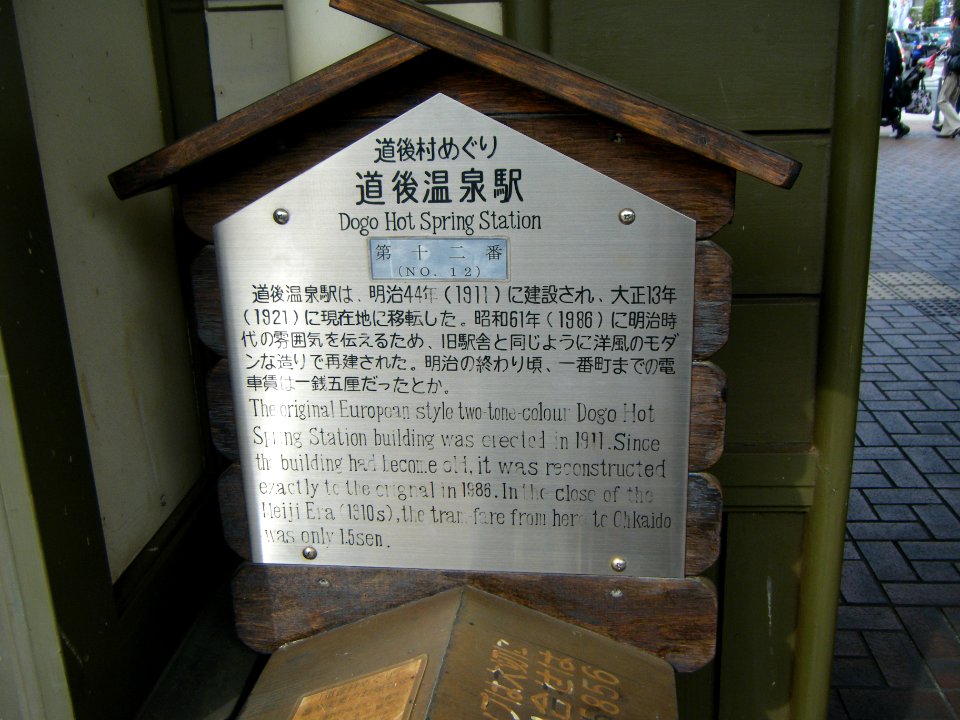 道後村めぐり
道後温泉駅
Dogo Hot Spring Station
第十二番
(NO. 12)
道後温泉駅は、明治44年(1911)に建設され、大正13年
(1921)に現在地に移転した。昭和61年(1986)に明治時
代の雰囲気を伝えるため、旧駅舎と同じように洋風のモダ
ンな造りで再建された。明治の終わり頃、一番町までの電
車賃は一銭五厘だったとか。
The original European style two-tone-colour Dogo Hot
Spring Station building was erected in 1911. Since
the building had become old, it was reconstructed
exactly to the orignal in 1986. In the close of the
Meiji Era (1910s), the tram-fare from here to Ohkaido
was only 1.5sen.
5856